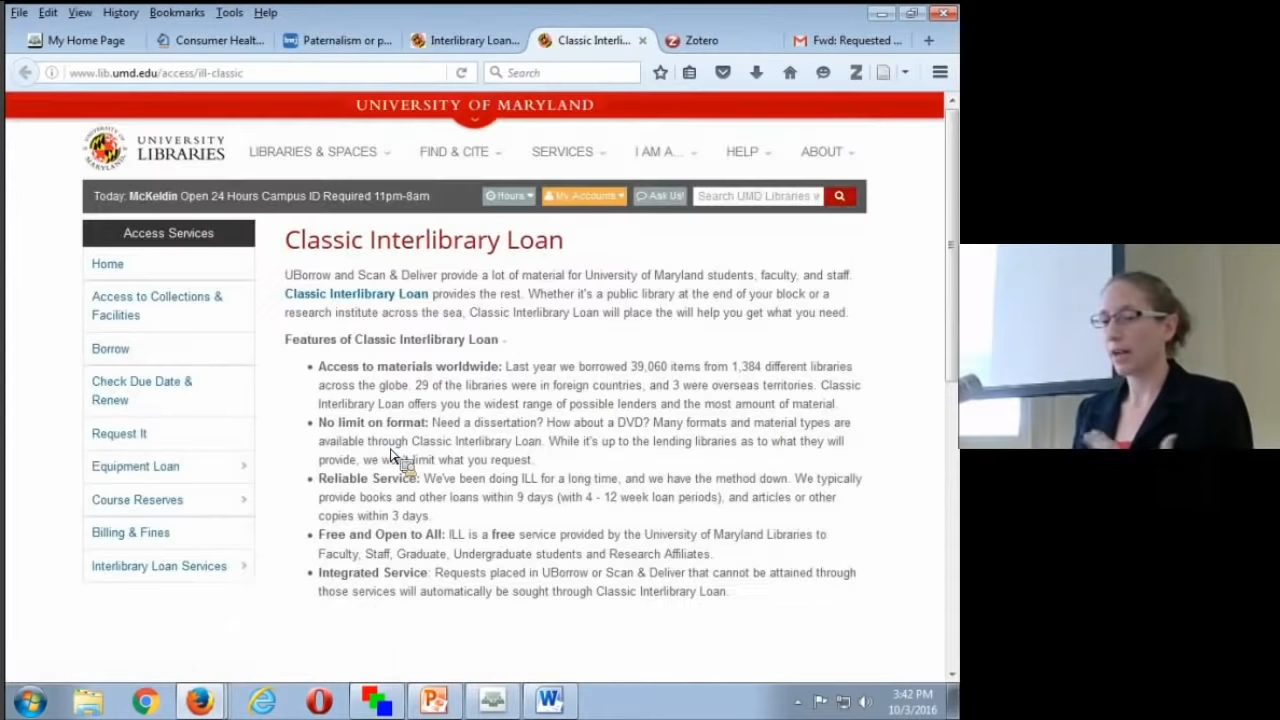 File Edit View History Bookmarks Tools Help
My Home Page
Consumer Healt...
Paternalism or p...
Interlibrary Loan...
Classic Interli...
Zotero
Fwd: Requested ...
www.lib.umd.edu/access/ill-classic
Search
UNIVERSITY OF MARYLAND
UNIVERSITY
LIBRARIES
LIBRARIES & SPACES FIND & CITE SERVICES I AM A... HELP ABOUT
Today: McKeldin Open 24 Hours Campus ID Required 11pm-8am
Hours
My Accounts
Ask Us!
Search UMD Libraries w
Access Services
Home
Access to Collections &
Facilities
Borrow
Check Due Date &
Renew
Request It
Equipment Loan
Course Reserves
Billing & Fines
Interlibrary Loan Services
Classic Interlibrary Loan
UBorrow and Scan & Deliver provide a lot of material for University of Maryland students, faculty, and staff.
Classic Interlibrary Loan provides the rest. Whether it's a public library at the end of your block or a
research institute across the sea, Classic Interlibrary Loan will place the will help you get what you need.
Features of Classic Interlibrary Loan -
• Access to materials worldwide: Last year we borrowed 39,060 items from 1,384 different libraries
across the globe. 29 of the libraries were in foreign countries, and 3 were overseas territories. Classic
Interlibrary Loan offers you the widest range of possible lenders and the most amount of material.
• No limit on format: Need a dissertation? How about a DVD? Many formats and material types are
available through Classic Interlibrary Loan. While it's up to the lending libraries as to what they will
provide, we limit what you request.
• Reliable Service: We've been doing ILL for a long time, and we have the method down. We typically
provide books and other loans within 9 days (with 4 - 12 week loan periods), and articles or other
copies within 3 days.
• Free and Open to All: ILL is a free service provided by the University of Maryland Libraries to
Faculty, Staff, Graduate, Undergraduate students and Research Affiliates.
• Integrated Service: Requests placed in UBorrow or Scan & Deliver that cannot be attained through
those services will automatically be sought through Classic Interlibrary Loan.
3:42 PM
10/3/2016